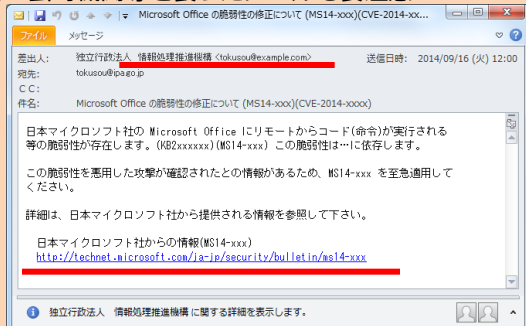 Microsoft Office の脆弱性の修正について (MS14-xxx)(CVE-2014-xx...
ファイル メッセージ
差出人: 独立行政法人 情報処理推進機構 <tokusou@example.com> 送信日時: 2014/09/16 (火) 12:00
宛先: tokusou@ipa.go.jp
CC:
件名: Microsoft Office の脆弱性の修正について (MS14-xxx)(CVE-2014-xxxx)
日本マイクロソフト社の Microsoft Office にリモートからコード(命令)が実行される
等の脆弱性が存在します。(KB2xxxxxx)(MS14-xxx) この脆弱性は…に依存します。
この脆弱性を悪用した攻撃が確認されたとの情報があるため、MS14-xxx を至急適用して
ください。
詳細は、日本マイクロソフト社から提供される情報を参照して下さい。
日本マイクロソフト社からの情報(MS14-xxx)
http://technet.microsoft.com/ja-jp/security/bulletin/ms14-xxx
独立行政法人 情報処理推進機構 に関する詳細を表示します。